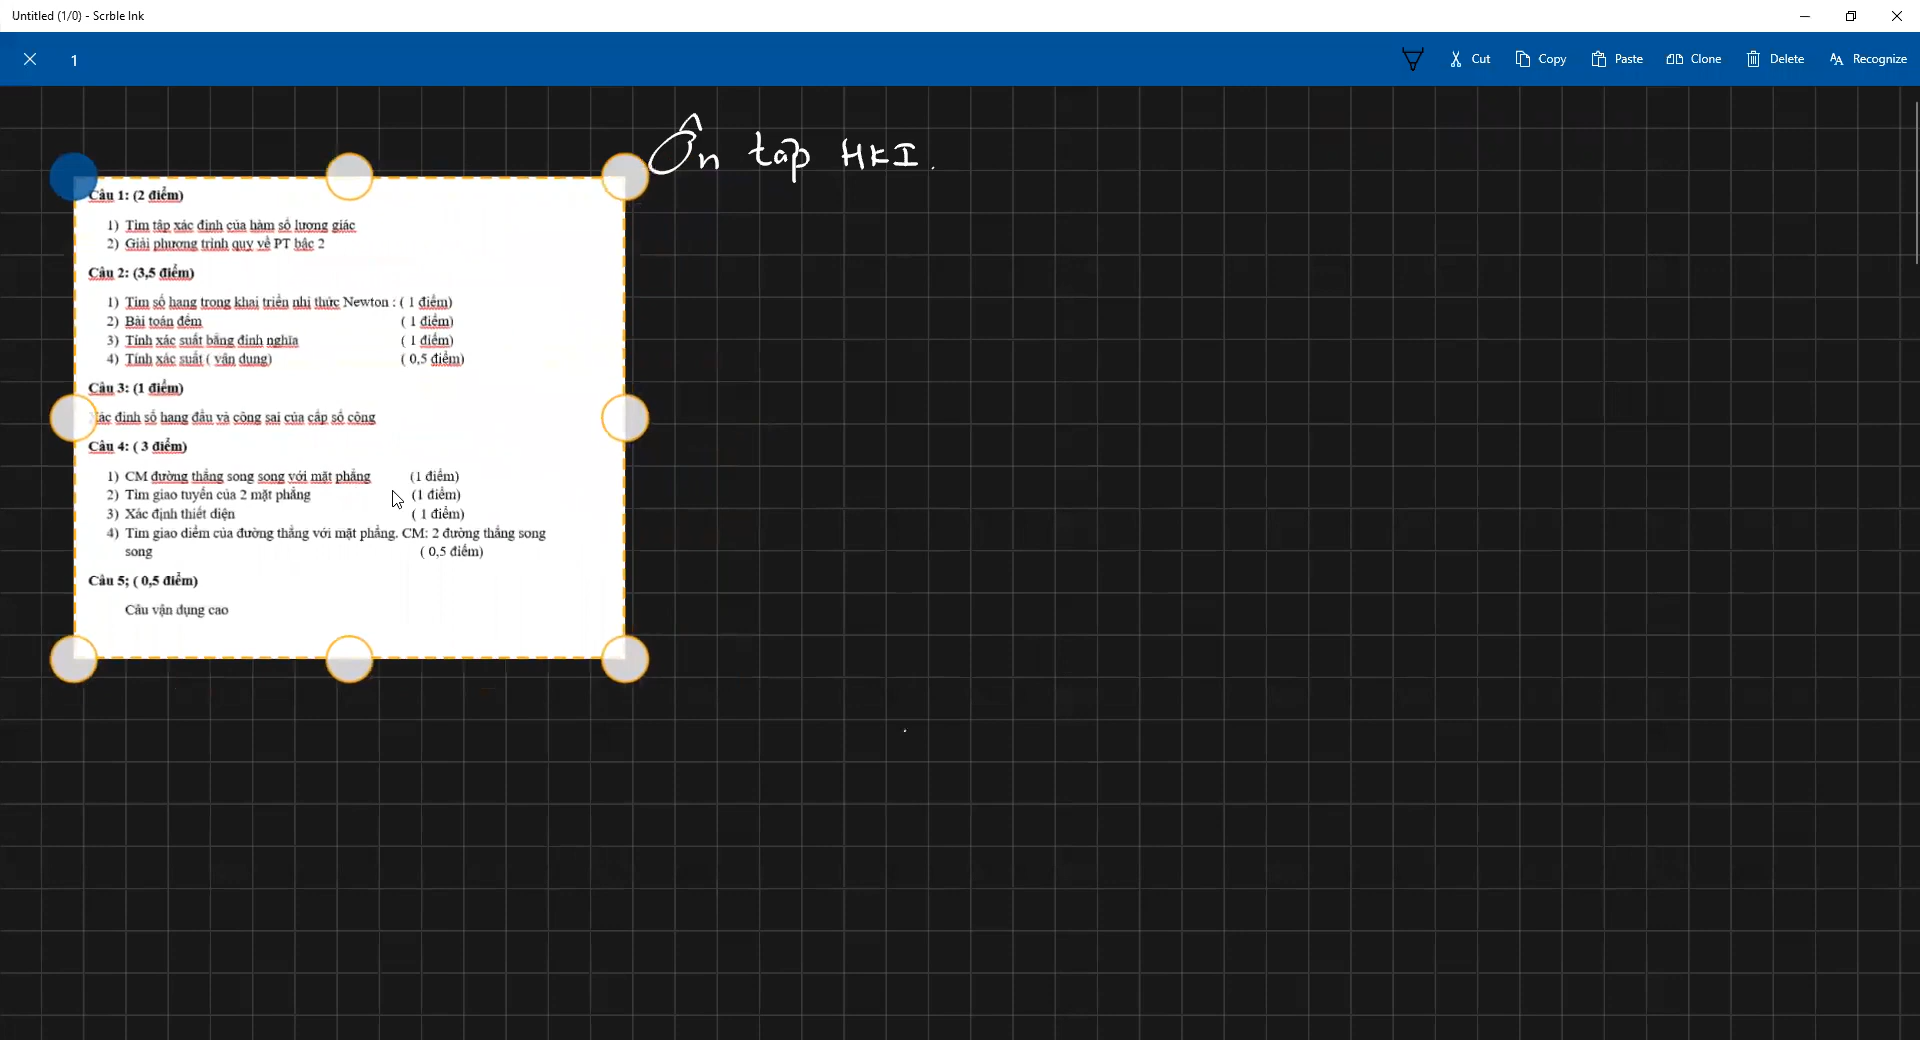 Untitled (1/0) - Scrble Ink
1
Cut
Copy
Paste
Clone
Delete
Recognize
Ôn tập HKI.
Câu 1: (2 điểm)
1) Tìm tập xác định của hàm số lượng giác
2) Giải phương trình quy về PT bậc 2
Câu 2: (3,5 điểm)
1) Tìm số hạng trong khai triển nhị thức Newton : ( 1 điểm)
2) Bài toán đếm ( 1 điểm)
3) Tính xác suất bằng định nghĩa ( 1 điểm)
4) Tính xác suất ( vận dụng) ( 0,5 điểm)
Câu 3: (1 điểm)
Xác định số hạng đầu và công sai của cấp số cộng
Câu 4: ( 3 điểm)
1) CM đường thẳng song song với mặt phẳng (1 điểm)
2) Tìm giao tuyến của 2 mặt phẳng (1 điểm)
3) Xác định thiết diện ( 1 điểm)
4) Tìm giao điểm của đường thẳng với mặt phẳng. CM: 2 đường thẳng song
song ( 0,5 điểm)
Câu 5; ( 0,5 điểm)
Câu vận dụng cao